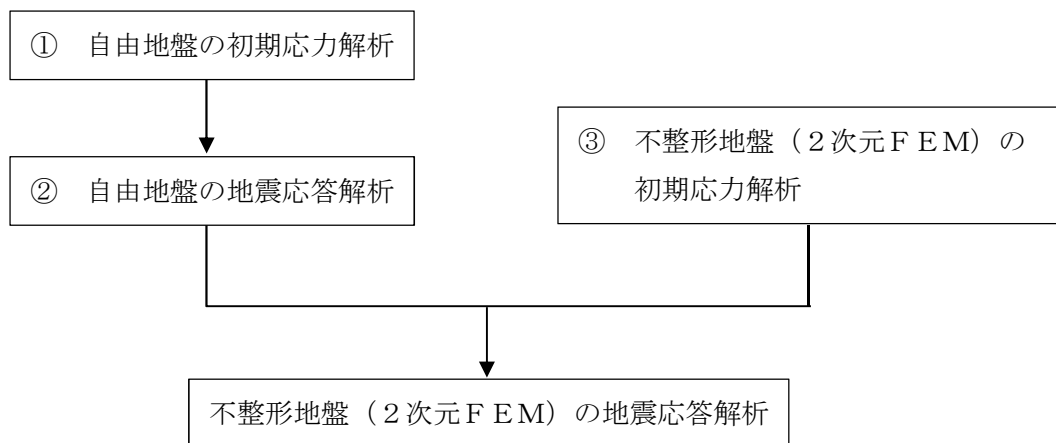 ① 自由地盤の初期応力解析
② 自由地盤の地震応答解析
③ 不整形地盤（２次元ＦＥＭ）の
初期応力解析
不整形地盤（２次元ＦＥＭ）の地震応答解析